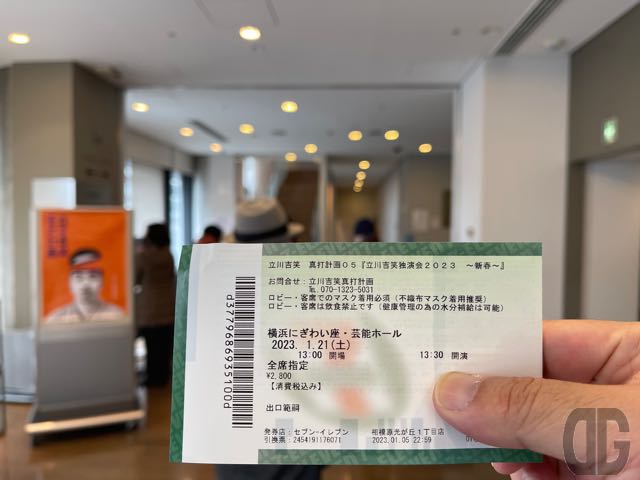 立川吉笑 真打計画05『立川吉笑独演会2023 ～新春～』
お問合せ：立川吉笑真打計画
TEL.070-1323-5031
ロビー・客席でのマスク着用必須（不織布マスク着用推奨）
ロビー・客席は飲食禁止です（健康管理の為の水分補給は可能）
横浜にぎわい座・芸能ホール
2023. 1.21(土)
13:00 開場 13:30 開演
全席指定
¥2,800
【消費税込み】
出口範祠
発券店：セブン-イレブン 相模原光が丘1丁目店
引換票：2454191176071 2023.01.05 22:59
d37796869351​00d
DG